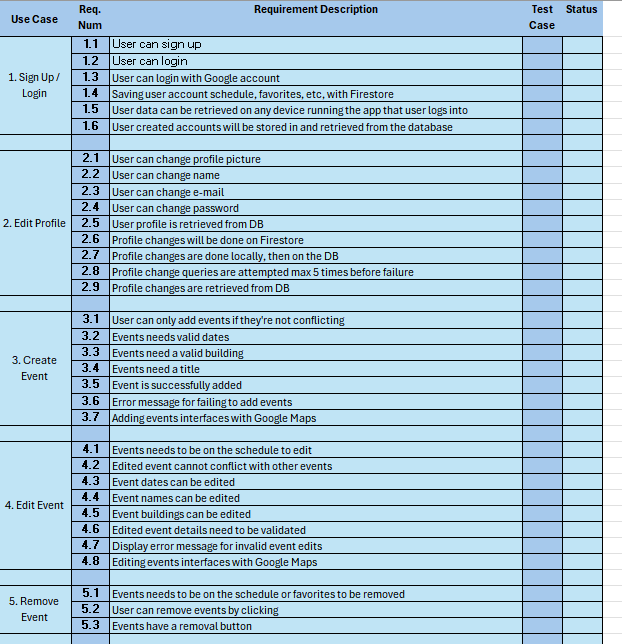 Use Case Req. Num Requirement Description Test Case Status
1. Sign Up / Login
1.1 User can sign up
1.2 User can login
1.3 User can login with Google account
1.4 Saving user account schedule, favorites, etc, with Firestore
1.5 User data can be retrieved on any device running the app that user logs into
1.6 User created accounts will be stored in and retrieved from the database
2. Edit Profile
2.1 User can change profile picture
2.2 User can change name
2.3 User can change e-mail
2.4 User can change password
2.5 User profile is retrieved from DB
2.6 Profile changes will be done on Firestore
2.7 Profile changes are done locally, then on the DB
2.8 Profile change queries are attempted max 5 times before failure
2.9 Profile changes are retrieved from DB
3. Create Event
3.1 User can only add events if they're not conflicting
3.2 Events needs valid dates
3.3 Events need a valid building
3.4 Events need a title
3.5 Event is successfully added
3.6 Error message for failing to add events
3.7 Adding events interfaces with Google Maps
4. Edit Event
4.1 Events needs to be on the schedule to edit
4.2 Edited event cannot conflict with other events
4.3 Event dates can be edited
4.4 Event names can be edited
4.5 Event buildings can be edited
4.6 Edited event details need to be validated
4.7 Display error message for invalid event edits
4.8 Editing events interfaces with Google Maps
5. Remove Event
5.1 Events needs to be on the schedule or favorites to be removed
5.2 User can remove events by clicking
5.3 Events have a removal button